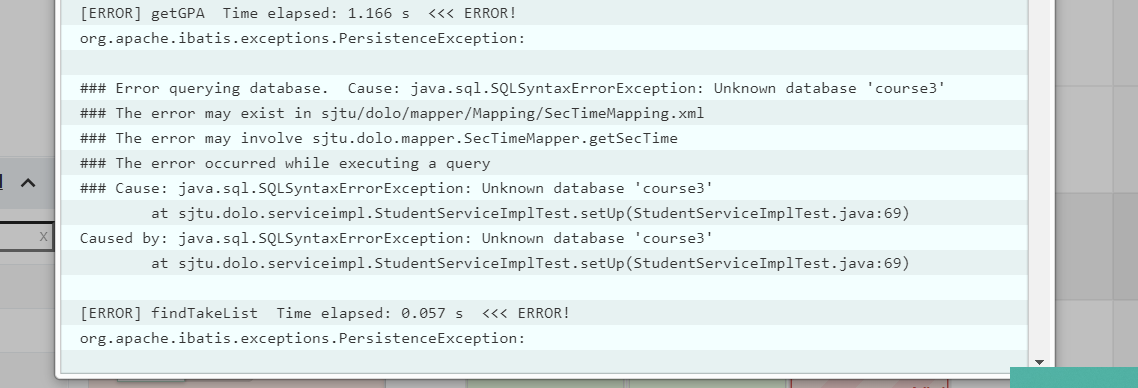 [ERROR] getGPA  Time elapsed: 1.166 s  <<< ERROR!
org.apache.ibatis.exceptions.PersistenceException:
### Error querying database.  Cause: java.sql.SQLSyntaxErrorException: Unknown database 'course3'
### The error may exist in sjtu/dolo/mapper/Mapping/SecTimeMapping.xml
### The error may involve sjtu.dolo.mapper.SecTimeMapper.getSecTime
### The error occurred while executing a query
### Cause: java.sql.SQLSyntaxErrorException: Unknown database 'course3'
at sjtu.dolo.serviceimpl.StudentServiceImplTest.setUp(StudentServiceImplTest.java:69)
X
Caused by: java.sql.SQLSyntaxErrorException: Unknown database 'course3'
at sjtu.dolo.serviceimpl.StudentServiceImplTest.setUp(StudentServiceImplTest.java:69)
[ERROR] findTakeList  Time elapsed: 0.057 s  <<< ERROR!
org.apache.ibatis.exceptions.PersistenceException: